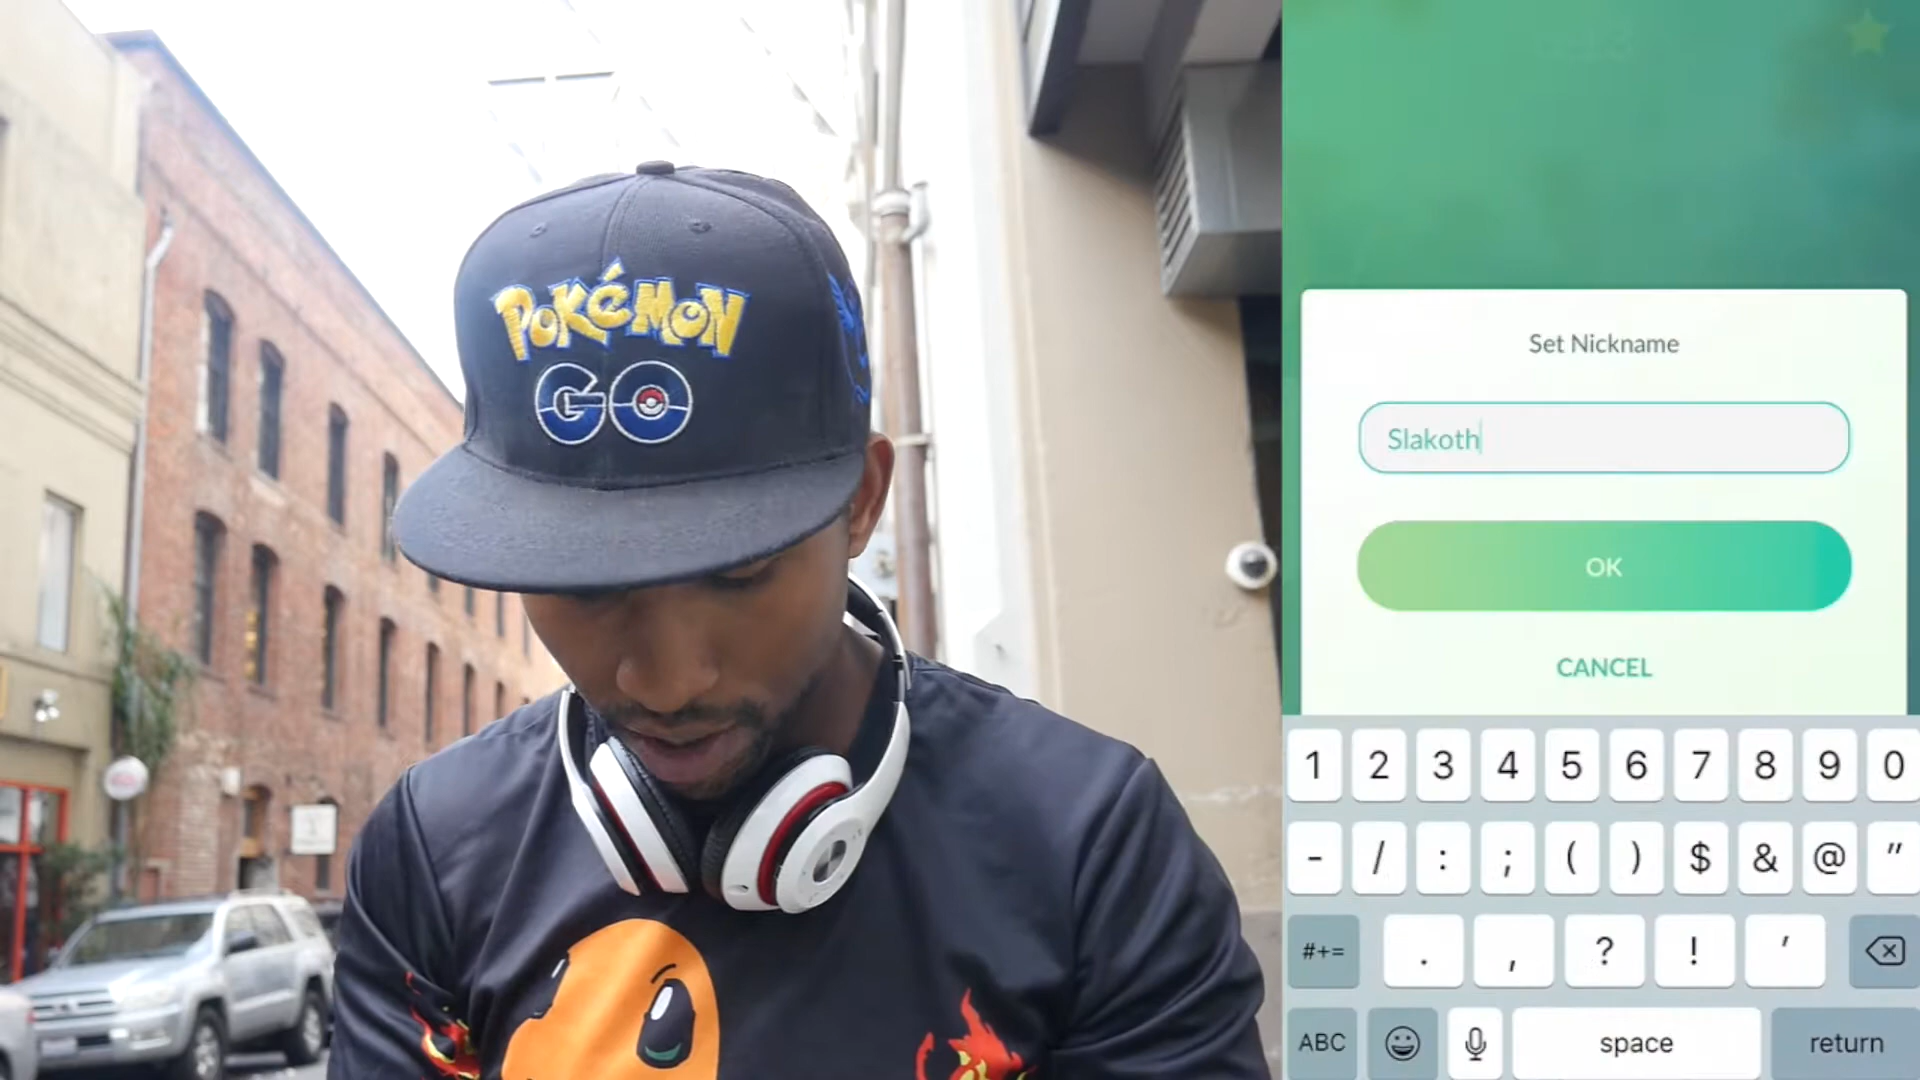 POKéMON
GO
Set Nickname
Slakoth
OK
CANCEL
1 2 3 4 5 6 7 8 9 0
- / : ; ( ) $ & @ "
#+= . , ? ! '
ABC space return